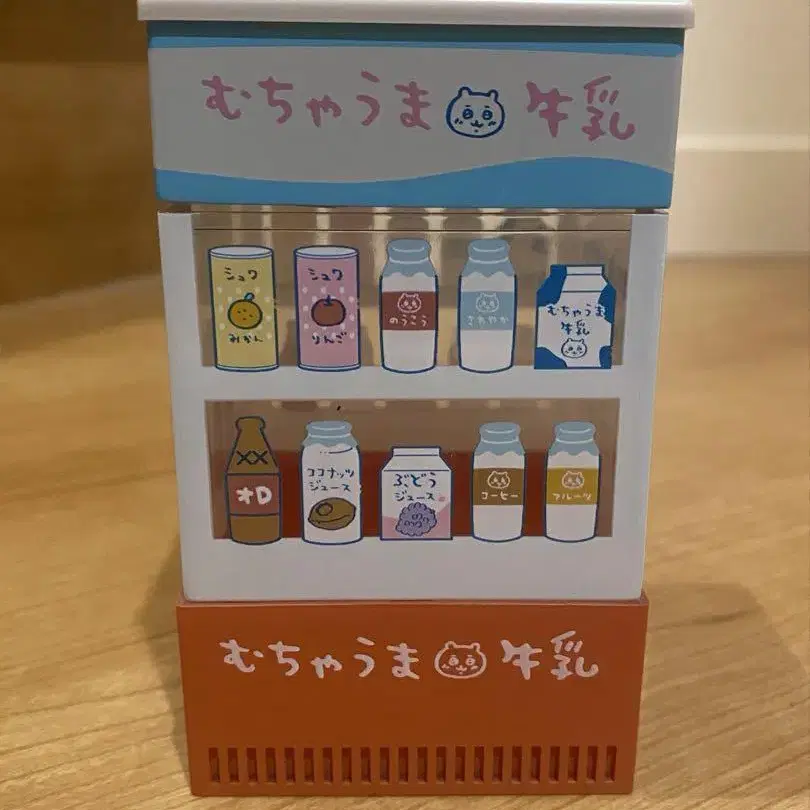 むちゃうま 牛乳
シュワ
みかん
シュワ
りんご
のうこう
さわやか
むちゃうま
牛乳
オロ
ココナッツ
ジュース
ぶどう
ジュース
コーヒー
フルーツ
むちゃうま 牛乳